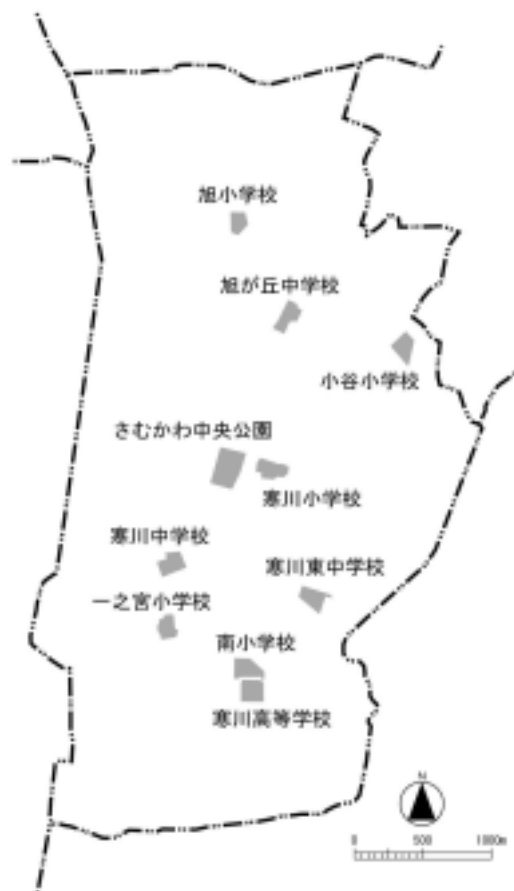 旭小学校
旭が丘中学校
小谷小学校
さむかわ中央公園
寒川小学校
寒川中学校
寒川東中学校
一之宮小学校
南小学校
寒川高等学校
N
0 500 1000m